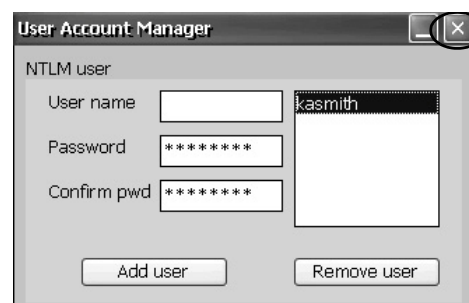 User Account Manager
NTLM user
User name
kasmith
Password ********
Confirm pwd ********
Add user Remove user